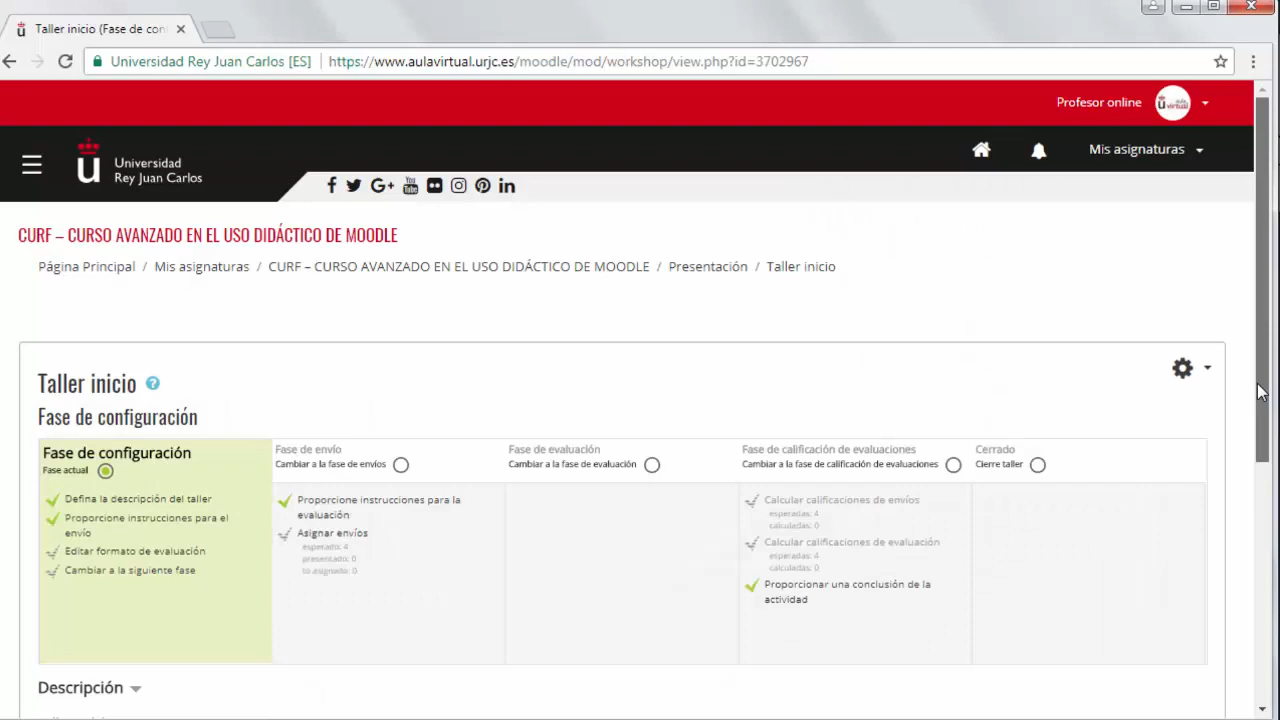 Taller inicio (Fase de con
Universidad Rey Juan Carlos [ES]
https://www.aulavirtual.urjc.es/moodle/mod/workshop/view.php?id=3702967
Profesor online
Universidad
Rey Juan Carlos
Mis asignaturas
CURF – CURSO AVANZADO EN EL USO DIDÁCTICO DE MOODLE
Página Principal / Mis asignaturas / CURF – CURSO AVANZADO EN EL USO DIDÁCTICO DE MOODLE / Presentación / Taller inicio
Taller inicio
Fase de configuración
Fase de configuración
Fase actual
Defina la descripción del taller
Proporcione instrucciones para el
envío
Editar formato de evaluación
Cambiar a la siguiente fase
Fase de envío
Cambiar a la fase de envíos
Proporcione instrucciones para la
evaluación
Asignar envíos
esperado: 4
presentado: 0
to asignado: 0
Fase de evaluación
Cambiar a la fase de evaluación
Fase de calificación de evaluaciones
Cambiar a la fase de calificación de evaluaciones
Calcular calificaciones de envíos
esperadas: 4
calculadas: 0
Calcular calificaciones de evaluación
esperadas: 4
calculadas: 0
Proporcionar una conclusión de la
actividad
Cerrado
Cierre taller
Descripción